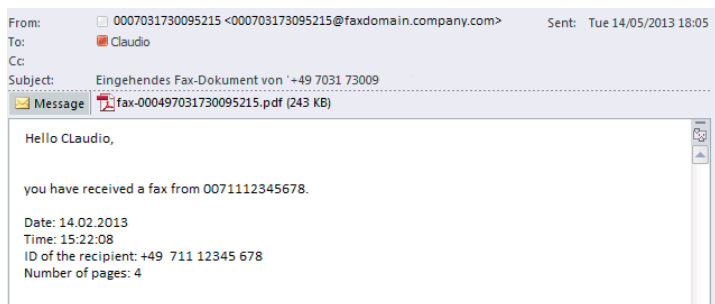 From: 0007031730095215 <000703173095215@faxdomain.company.com> Sent: Tue 14/05/2013 18:05
To: Claudio
Cc:
Subject: Eingehendes Fax-Dokument von '+49 7031 73009
Message fax-000497031730095215.pdf (243 KB)
Hello CLaudio,
you have received a fax from 0071112345678.
Date: 14.02.2013
Time: 15:22:08
ID of the recipient: +49 711 12345 678
Number of pages: 4